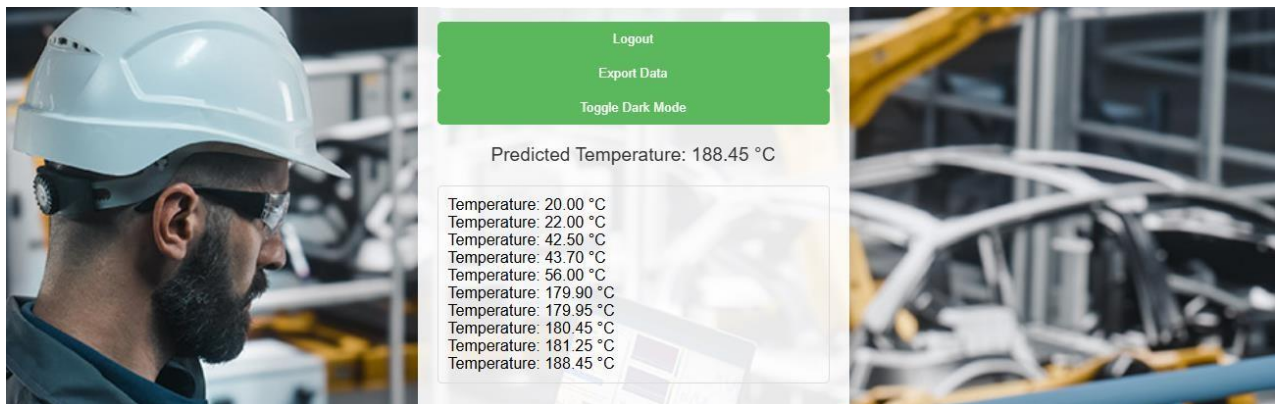 Logout
Export Data
Toggle Dark Mode
Predicted Temperature: 188.45 °C
Temperature: 20.00 °C
Temperature: 22.00 °C
Temperature: 42.50 °C
Temperature: 43.70 °C
Temperature: 56.00 °C
Temperature: 179.90 °C
Temperature: 179.95 °C
Temperature: 180.45 °C
Temperature: 181.25 °C
Temperature: 188.45 °C